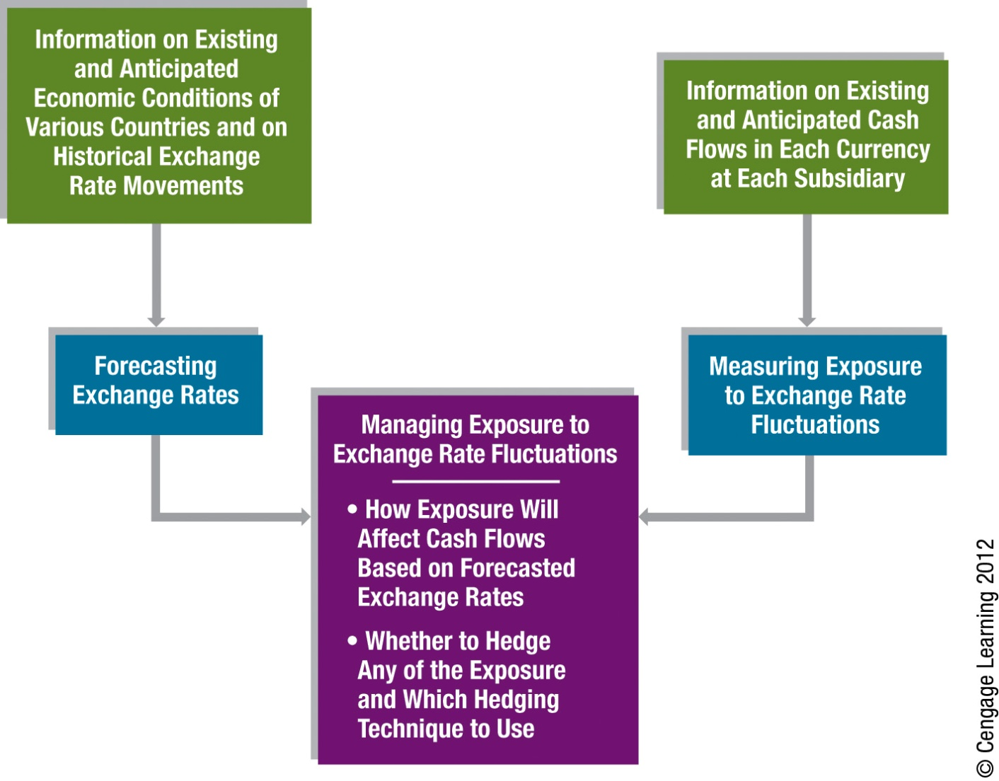 Information on Existing
and Anticipated
Economic Conditions of
Various Countries and on
Historical Exchange
Rate Movements
Information on Existing
and Anticipated Cash
Flows in Each Currency
at Each Subsidiary
Forecasting
Exchange Rates
Measuring Exposure
to Exchange Rate
Fluctuations
Managing Exposure to
Exchange Rate Fluctuations
• How Exposure Will
Affect Cash Flows
Based on Forecasted
Exchange Rates
• Whether to Hedge
Any of the Exposure
and Which Hedging
Technique to Use
© Cengage Learning 2012